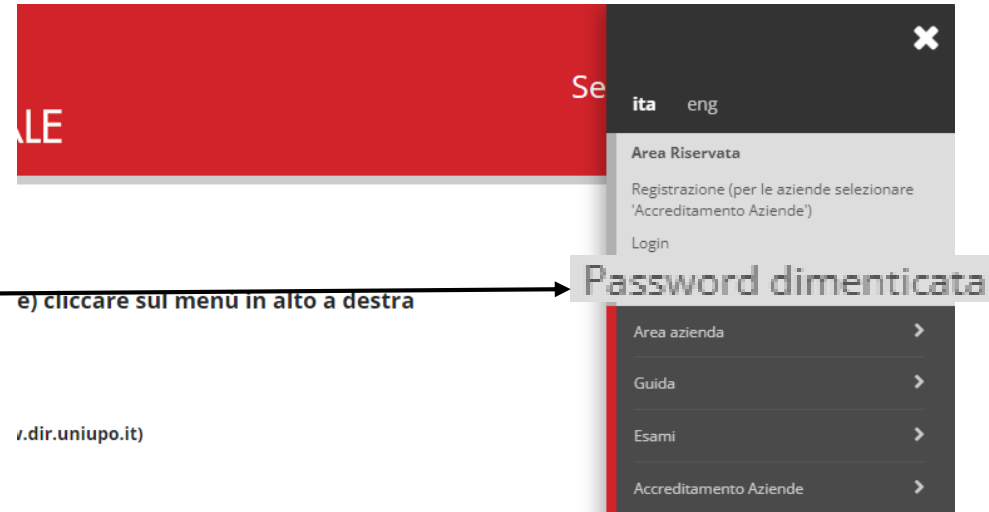 Se
ALE
ita eng
Area Riservata
Registrazione (per le aziende selezionare
'Accreditamento Aziende')
Login
Password dimenticata
e) cliccare sul menù in alto a destra
Area azienda
Guida
.dir.uniupo.it)
Esami
Accreditamento Aziende